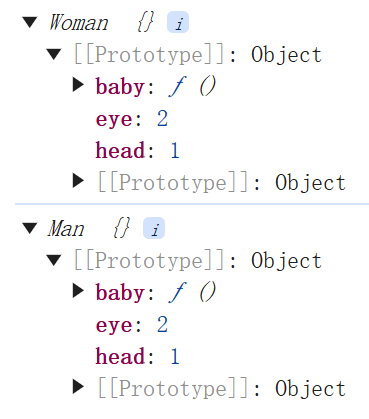 ▼ Woman {} i
▼ [[Prototype]]: Object
▶ baby: ƒ ()
eye: 2
head: 1
▶ [[Prototype]]: Object
▼ Man {} i
▼ [[Prototype]]: Object
▶ baby: ƒ ()
eye: 2
head: 1
▶ [[Prototype]]: Object